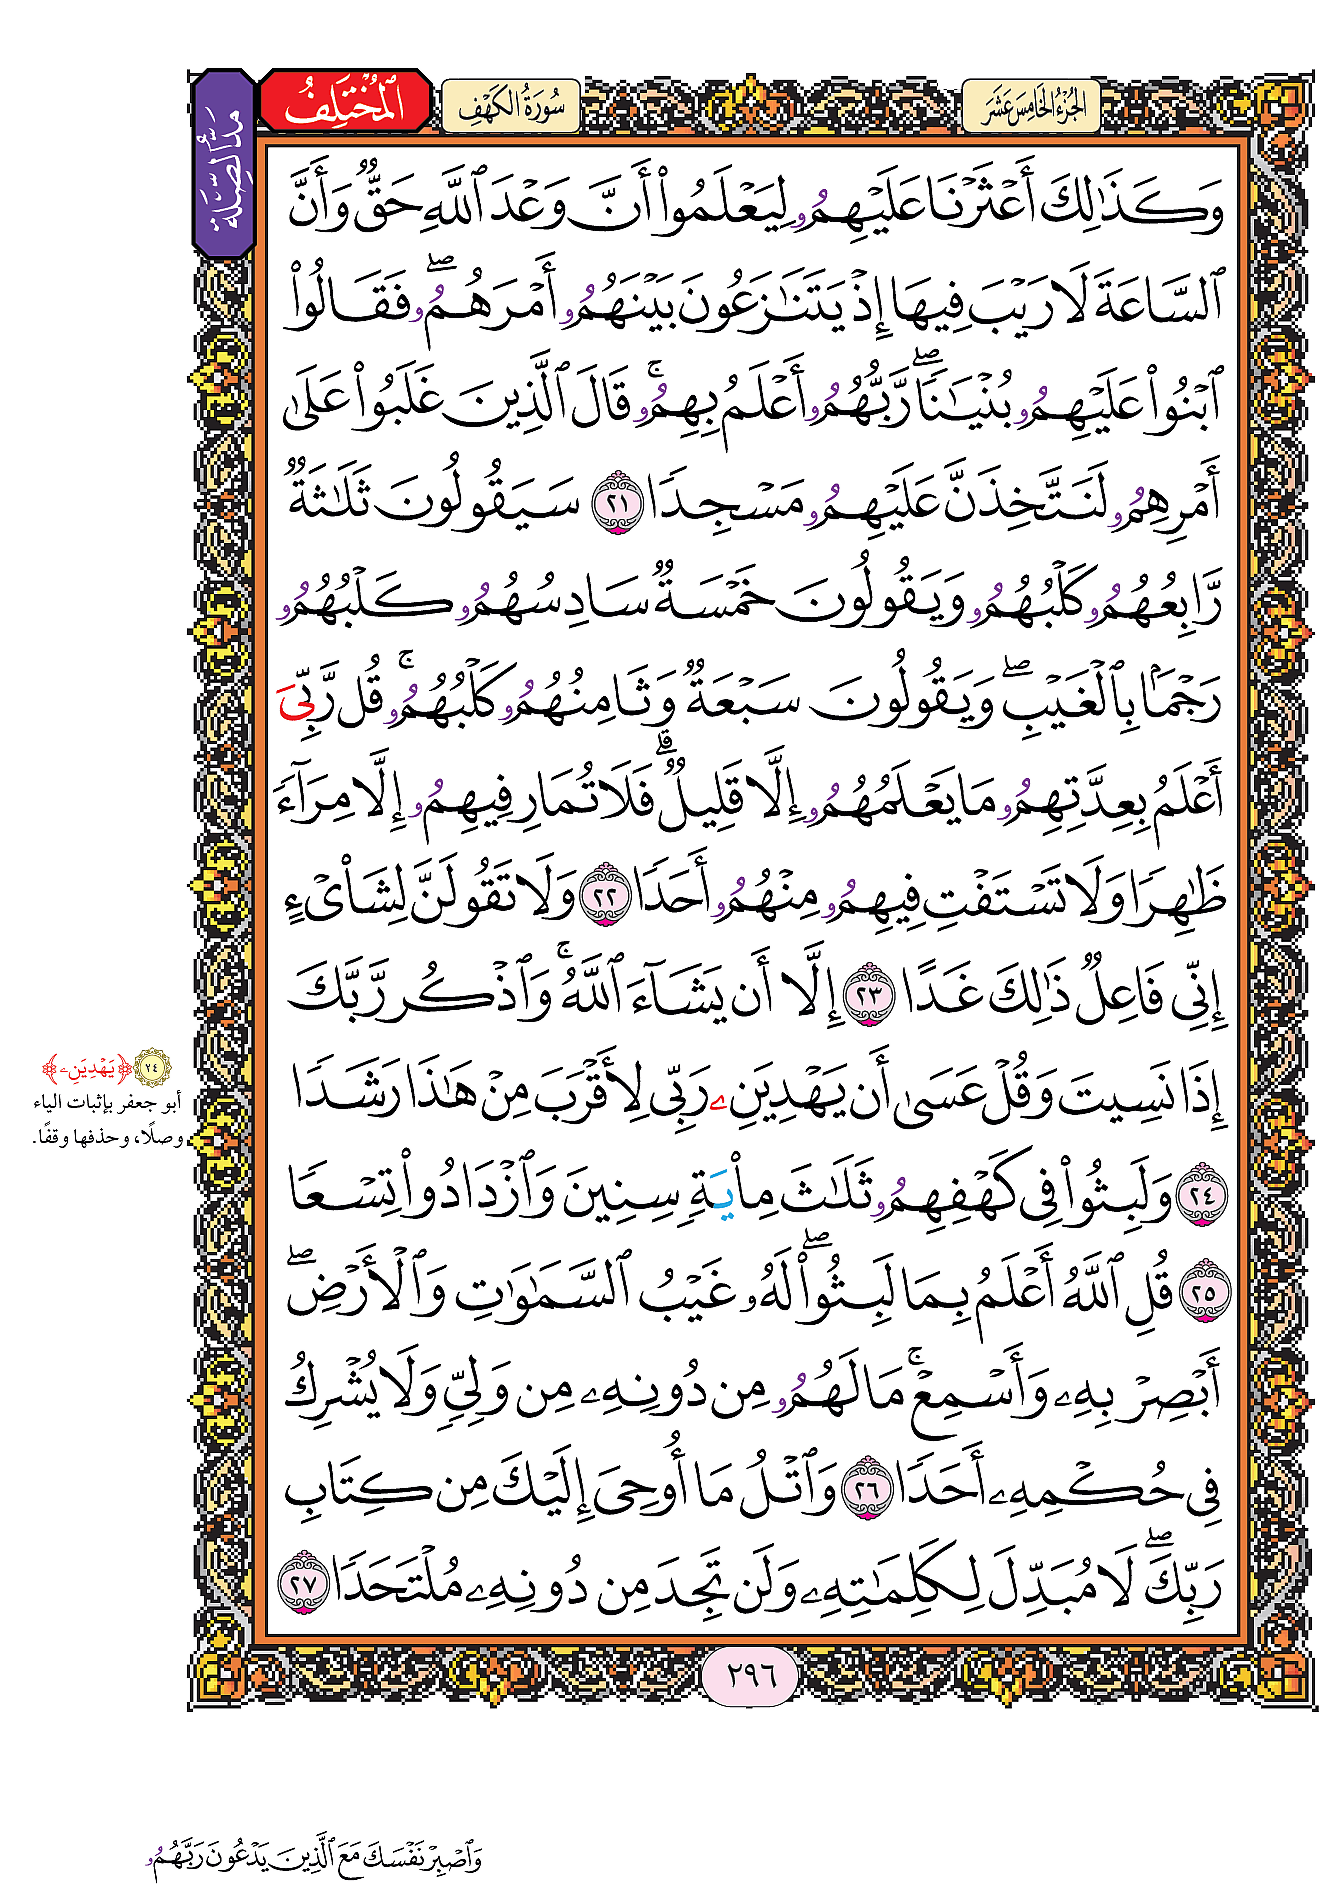 الجُزْءُ الخَامِسَ عَشَرَ
سُورَةُ الكَهْفِ
المُخْتَلِفُ
مَدُّ الصِّلَة
وَكَذَٰلِكَ أَعْثَرْنَا عَلَيْهِمُۥ لِيَعْلَمُوا۟ أَنَّ وَعْدَ ٱللَّهِ حَقٌّ وَأَنَّ
ٱلسَّاعَةَ لَا رَيْبَ فِيهَا إِذْ يَتَنَٰزَعُونَ بَيْنَهُمُۥ أَمْرَهُمُۥ ۖ فَقَالُوا۟
ٱبْنُوا۟ عَلَيْهِمُۥ بُنْيَٰنًا ۖ رَّبُّهُمُۥ أَعْلَمُ بِهِمُۥ ۚ قَالَ ٱلَّذِينَ غَلَبُوا۟ عَلَىٰ
أَمْرِهِمُۥ لَنَتَّخِذَنَّ عَلَيْهِمُۥ مَسْجِدًا ٢١ سَيَقُولُونَ ثَلَٰثَةٌ
رَّابِعُهُمُۥ كَلْبُهُمُۥ وَيَقُولُونَ خَمْسَةٌ سَادِسُهُمُۥ كَلْبُهُمُۥ
رَجْمًۢا بِٱلْغَيْبِ ۖ وَيَقُولُونَ سَبْعَةٌ وَثَامِنُهُمُۥ كَلْبُهُمُۥ ۚ قُل رَّبِّىَ
أَعْلَمُ بِعِدَّتِهِمُۥ مَا يَعْلَمُهُمُۥ إِلَّا قَلِيلٌ ۗ فَلَا تُمَارِ فِيهِمُۥ إِلَّا مِرَآءً
ظَٰهِرًا وَلَا تَسْتَفْتِ فِيهِمُۥ مِنْهُمُۥ أَحَدًا ٢٢ وَلَا تَقُولَنَّ لِشَا۟ىْءٍ
إِنِّى فَاعِلٌ ذَٰلِكَ غَدًا ٢٣ إِلَّا أَن يَشَآءَ ٱللَّهُ ۚ وَٱذْكُر رَّبَّكَ
إِذَا نَسِيتَ وَقُلْ عَسَىٰ أَن يَهْدِيَنِۦ رَبِّى لِأَقْرَبَ مِنْ هَٰذَا رَشَدًا
٢٤ وَلَبِثُوا۟ فِى كَهْفِهِمُۥ ثَلَٰثَ مِا۟يَةٍ سِنِينَ وَٱزْدَادُوا۟ تِسْعًا
٢٥ قُلِ ٱللَّهُ أَعْلَمُ بِمَا لَبِثُوا۟ ۖ لَهُۥ غَيْبُ ٱلسَّمَٰوَٰتِ وَٱلْأَرْضِ ۖ
أَبْصِرْ بِهِۦ وَأَسْمِعْ ۚ مَا لَهُمُۥ مِن دُونِهِۦ مِن وَلِىٍّ وَلَا يُشْرِكُ
فِى حُكْمِهِۦ أَحَدًا ٢٦ وَٱتْلُ مَا أُوحِىَ إِلَيْكَ مِن كِتَابِ
رَبِّكَ ۖ لَا مُبَدِّلَ لِكَلِمَٰتِهِۦ وَلَن تَجِدَ مِن دُونِهِۦ مُلْتَحَدًا ٢٧
٢٤ ﴿يَهْدِيَنِۦ﴾
أبو جعفر بإثبات الياء
وصلًا، وحذفها وقفًا.
٢٩٦
وَٱصْبِرْ نَفْسَكَ مَعَ ٱلَّذِينَ يَدْعُونَ رَبَّهُمُۥ